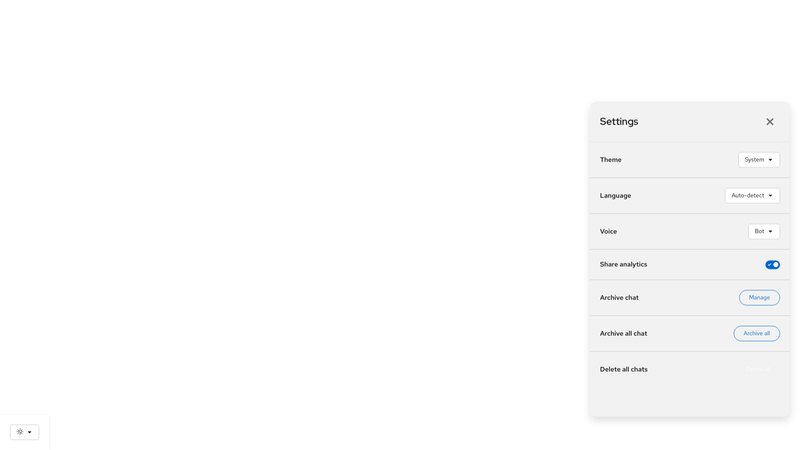 Settings
Theme
System
Language
Auto-detect
Voice
Bot
Share analytics
Archive chat
Manage
Archive all chat
Archive all
Delete all chats